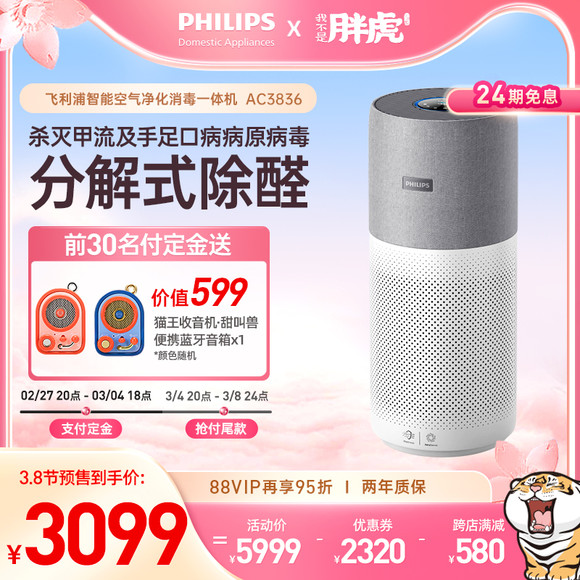 PHILIPS
Domestic Appliances
X
我不是
胖虎
飞利浦智能空气净化消毒一体机 AC3836
24期免息
杀灭甲流及手足口病病原病毒
分解式除醛
PHILIPS
前30名付定金送
价值599
猫王收音机·甜叫兽
便携蓝牙音箱x1
*颜色随机
02/27 20点 - 03/04 18点
3/4 20点 - 3/8 24点
支付定金
抢付尾款
3.8节预售到手价:
88VIP再享95折 | 两年质保
¥3099
=
活动价
¥5999
-
优惠券
¥2320
-
跨店满减
¥580